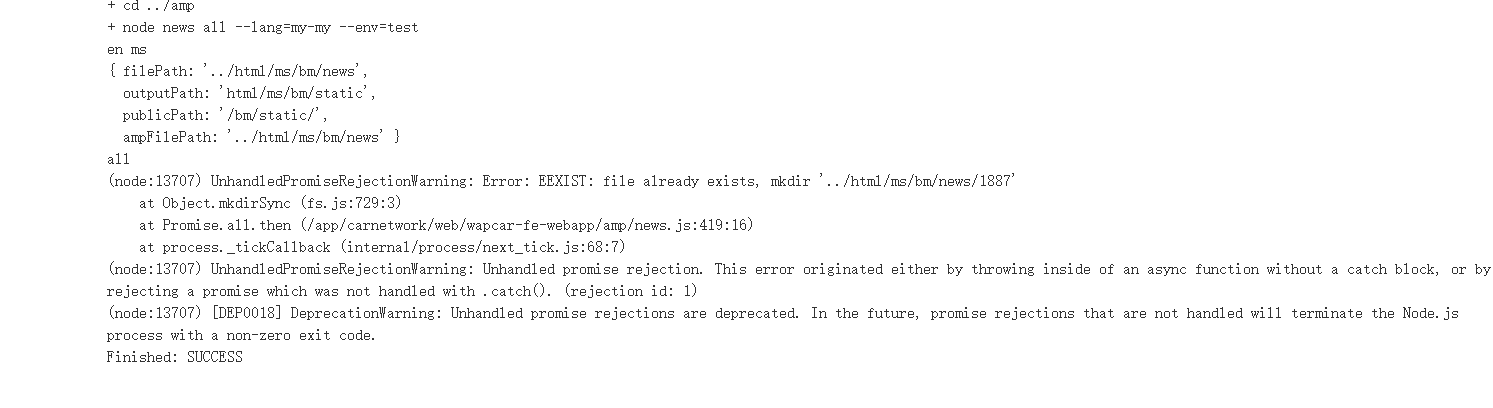 + cd ../amp
+ node news all --lang=my-my --env=test
en ms
{ filePath: '../html/ms/bm/news',
  outputPath: 'html/ms/bm/static',
  publicPath: '/bm/static/',
  ampFilePath: '../html/ms/bm/news' }
all
(node:13707) UnhandledPromiseRejectionWarning: Error: EEXIST: file already exists, mkdir '../html/ms/bm/news/1887'
    at Object.mkdirSync (fs.js:729:3)
    at Promise.all.then (/app/carnetwork/web/wapcar-fe-webapp/amp/news.js:419:16)
    at process._tickCallback (internal/process/next_tick.js:68:7)
(node:13707) UnhandledPromiseRejectionWarning: Unhandled promise rejection. This error originated either by throwing inside of an async function without a catch block, or by
rejecting a promise which was not handled with .catch(). (rejection id: 1)
(node:13707) [DEP0018] DeprecationWarning: Unhandled promise rejections are deprecated. In the future, promise rejections that are not handled will terminate the Node.js
process with a non-zero exit code.
Finished: SUCCESS